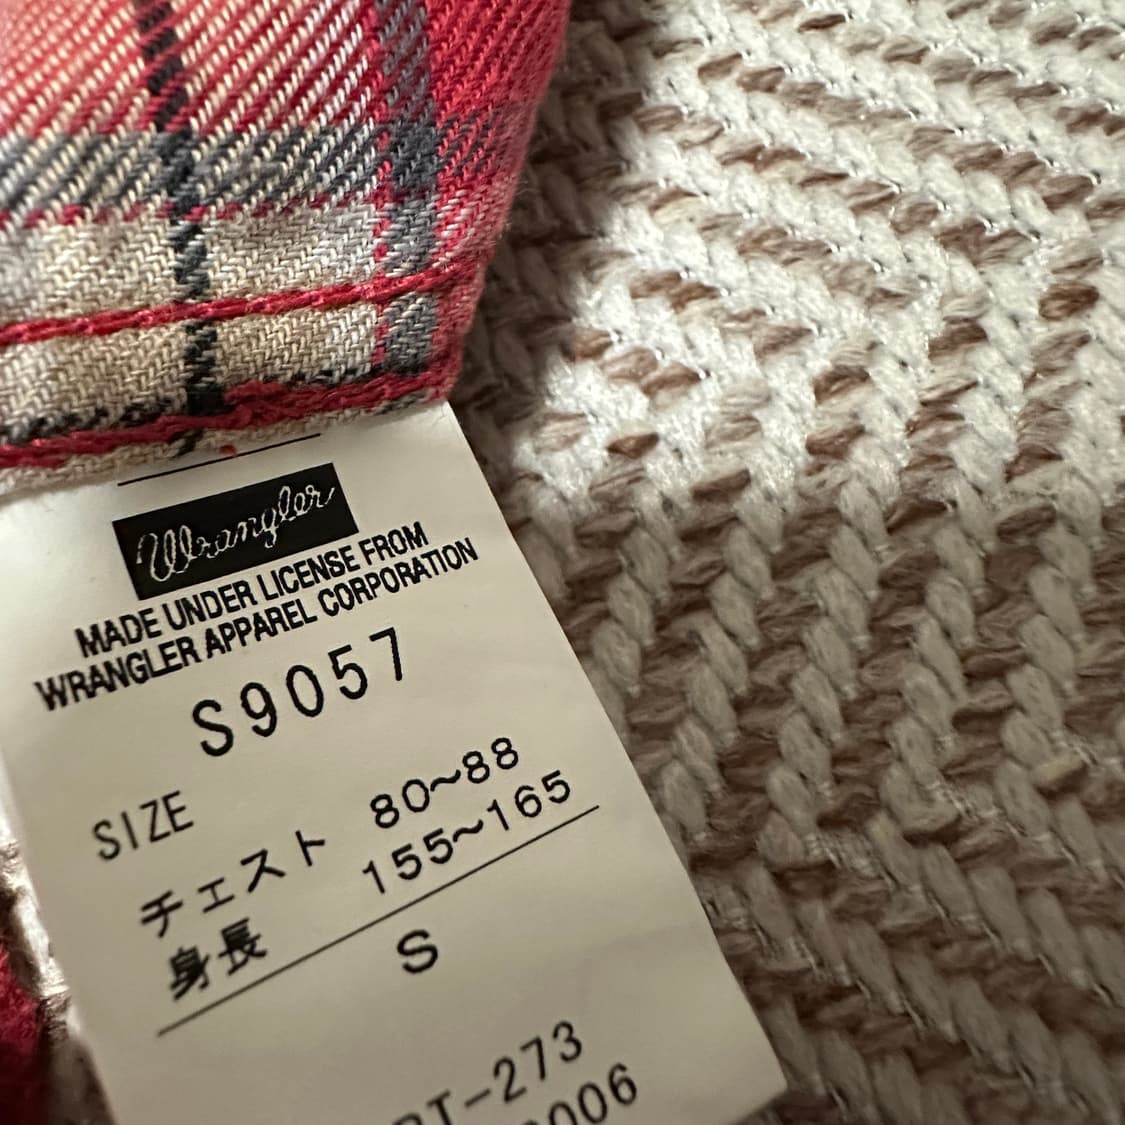 Wrangler
MADE UNDER LICENSE FROM
WRANGLER APPAREL CORPORATION
S9057
SIZE
チェスト 80~88
身長 155~165
S